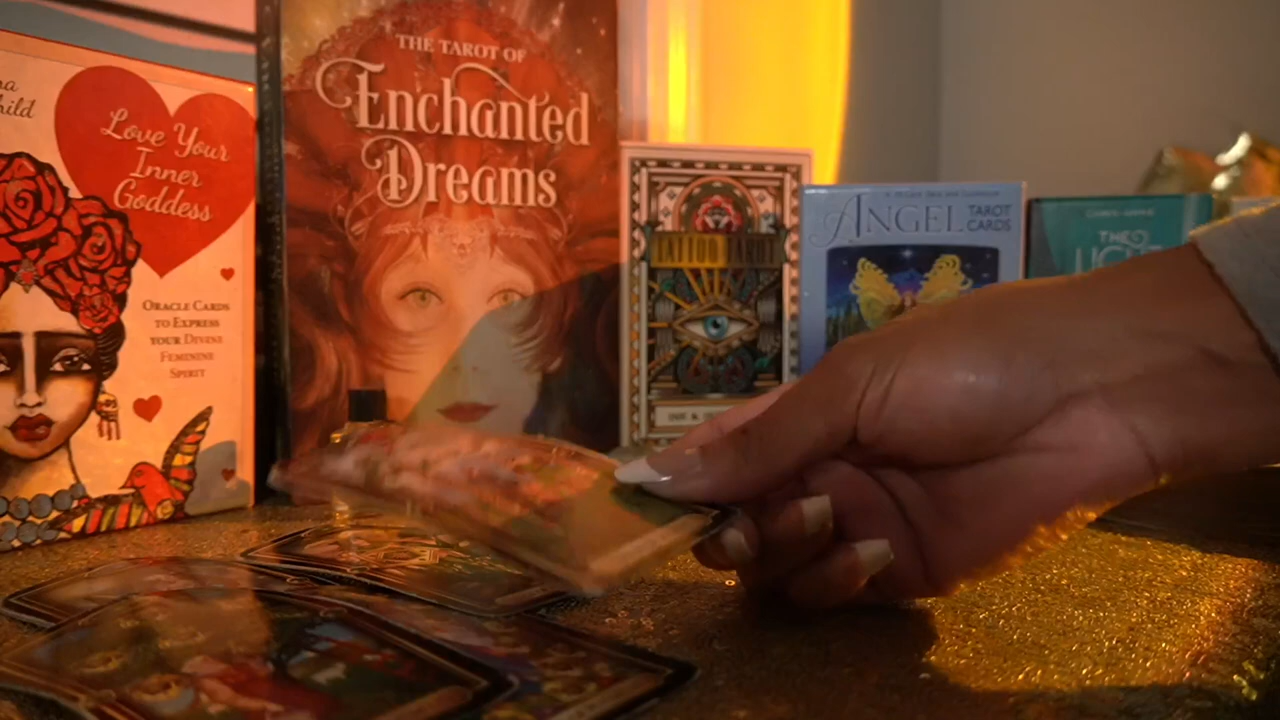 Love Your
Inner
Goddess
Oracle Cards
to Express
your Divine
Feminine
Spirit
THE TAROT OF
Enchanted
Dreams
TATTOO TAROT
ANGEL TAROT
CARDS
THE